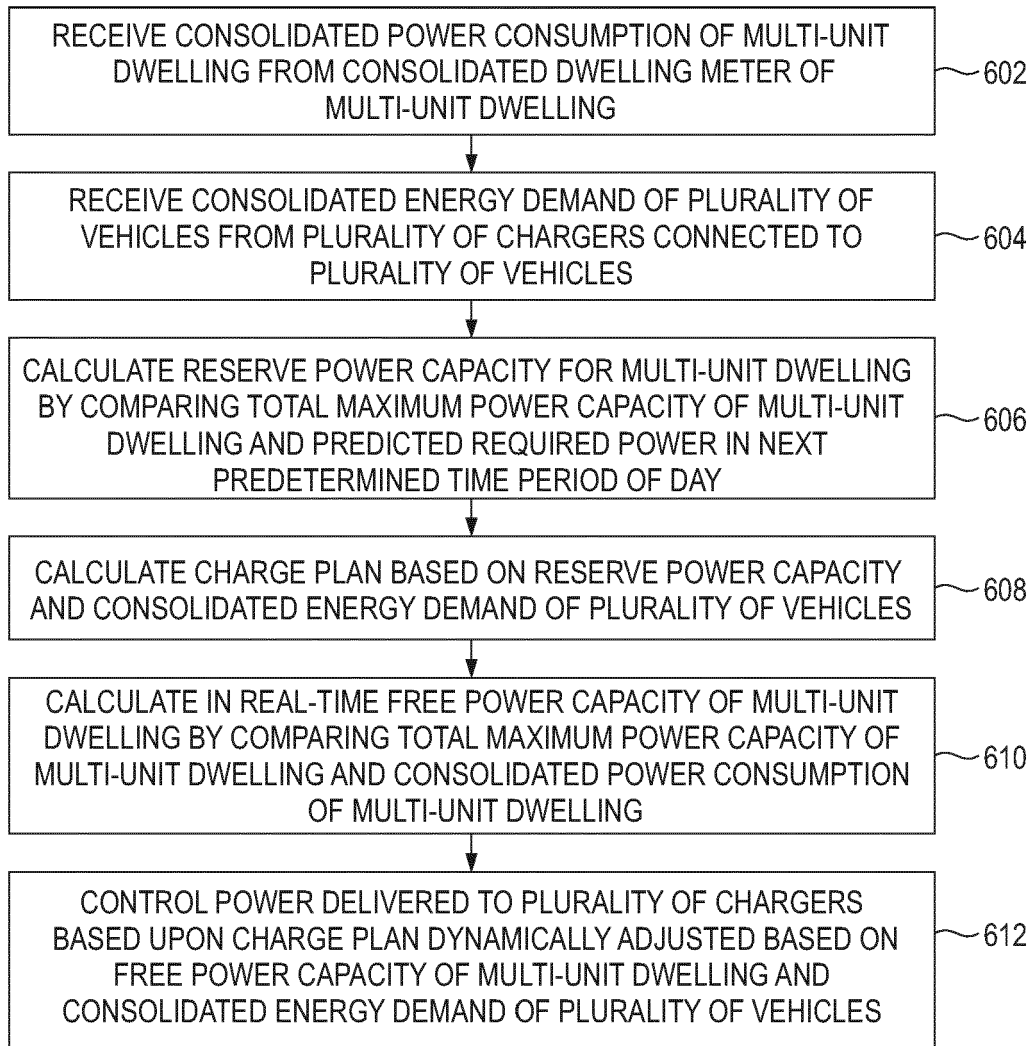 RECEIVE CONSOLIDATED POWER CONSUMPTION OF MULTI-UNIT
DWELLING FROM CONSOLIDATED DWELLING METER OF
MULTI-UNIT DWELLING
602
RECEIVE CONSOLIDATED ENERGY DEMAND OF PLURALITY OF
VEHICLES FROM PLURALITY OF CHARGERS CONNECTED TO
PLURALITY OF VEHICLES
604
CALCULATE RESERVE POWER CAPACITY FOR MULTI-UNIT DWELLING
BY COMPARING TOTAL MAXIMUM POWER CAPACITY OF MULTI-UNIT
DWELLING AND PREDICTED REQUIRED POWER IN NEXT
PREDETERMINED TIME PERIOD OF DAY
606
CALCULATE CHARGE PLAN BASED ON RESERVE POWER CAPACITY
AND CONSOLIDATED ENERGY DEMAND OF PLURALITY OF VEHICLES
608
CALCULATE IN REAL-TIME FREE POWER CAPACITY OF MULTI-UNIT
DWELLING BY COMPARING TOTAL MAXIMUM POWER CAPACITY OF
MULTI-UNIT DWELLING AND CONSOLIDATED POWER CONSUMPTION
OF MULTI-UNIT DWELLING
610
CONTROL POWER DELIVERED TO PLURALITY OF CHARGERS
BASED UPON CHARGE PLAN DYNAMICALLY ADJUSTED BASED ON
FREE POWER CAPACITY OF MULTI-UNIT DWELLING AND
CONSOLIDATED ENERGY DEMAND OF PLURALITY OF VEHICLES
612